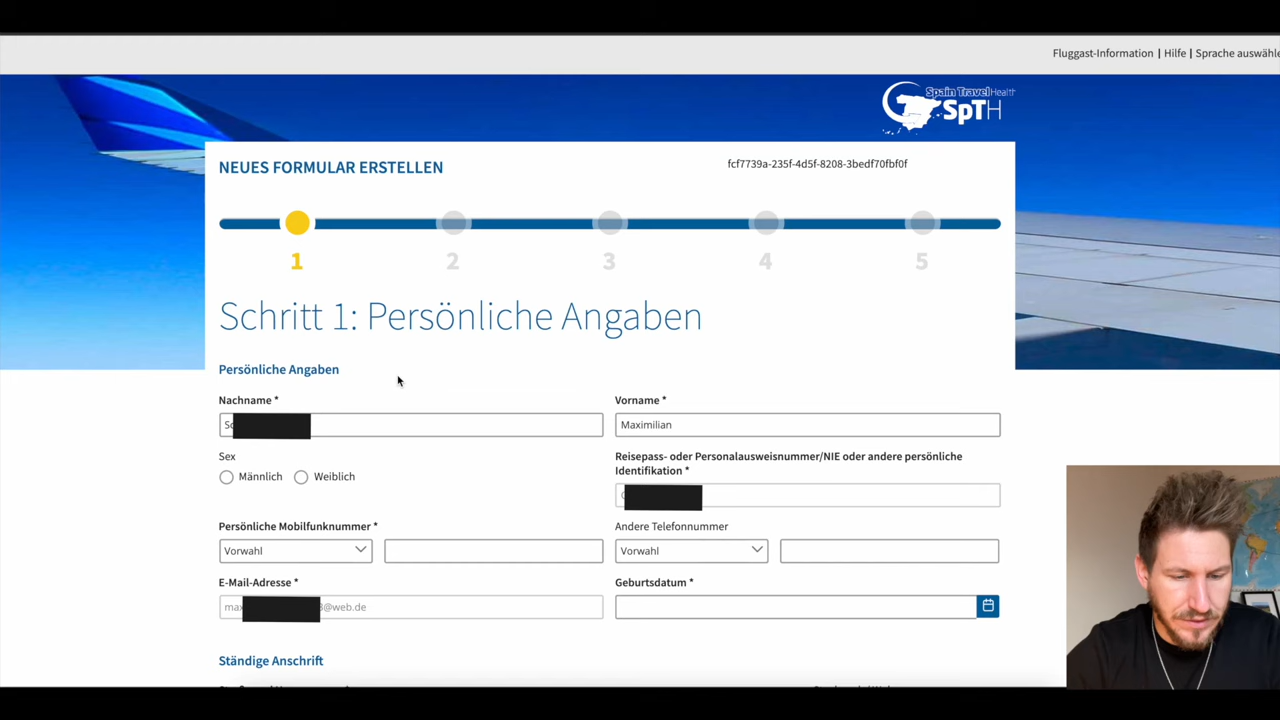 Fluggast-Information | Hilfe | Sprache auswähle
Spain Travel Health
SpTH
NEUES FORMULAR ERSTELLEN
fcf7739a-235f-4d5f-8208-3bedf70fbf0f
1 2 3 4 5
Schritt 1: Persönliche Angaben
Persönliche Angaben
Nachname * Vorname *
Maximilian
Sex
Reisepass- oder Personalausweisnummer/NIE oder andere persönliche
Identifikation *
Männlich Weiblich
Persönliche Mobilfunknummer * Andere Telefonnummer
Vorwahl Vorwahl
E-Mail-Adresse * Geburtsdatum *
@web.de
Ständige Anschrift